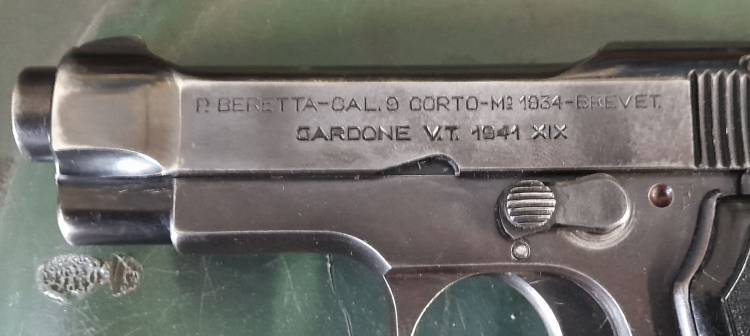 P. BERETTA-CAL. 9 CORTO-Mº 1934-BREVET.
GARDONE V.T. 1941 XIX